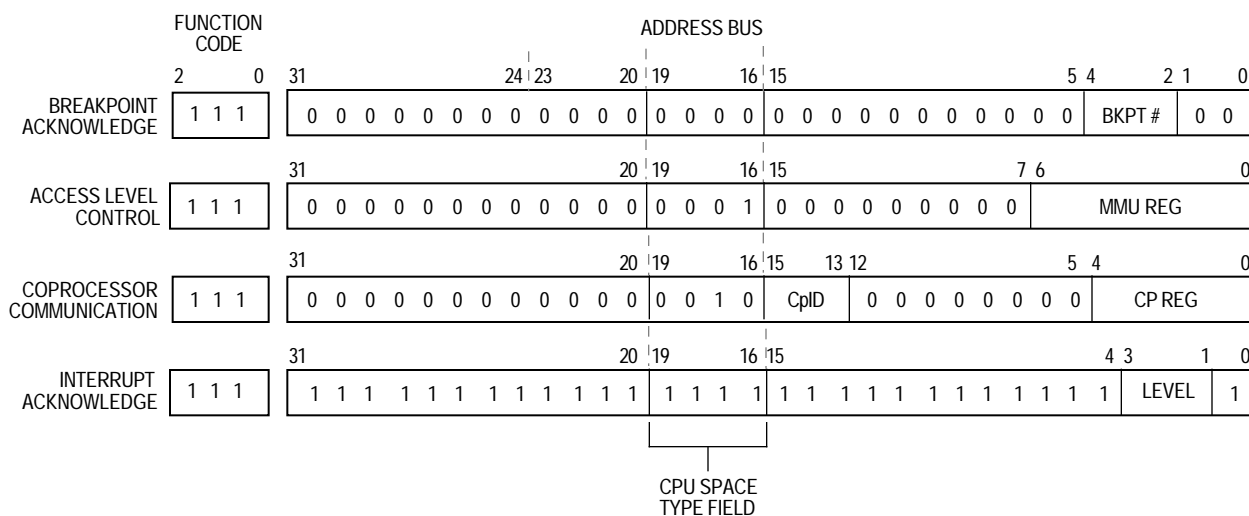 FUNCTION
CODE
ADDRESS BUS
2 0 31 24 23 20 19 16 15 5 4 2 1 0
BREAKPOINT
ACKNOWLEDGE
1 1 1 0 0 0 0 0 0 0 0 0 0 0 0 0 0 0 0 0 0 0 0 0 0 0 0 0 0 0 BKPT # 0 0
31 20 19 16 15 7 6 0
ACCESS LEVEL
CONTROL
1 1 1 0 0 0 0 0 0 0 0 0 0 0 0 0 0 0 1 0 0 0 0 0 0 0 0 0 MMU REG
31 20 19 16 15 13 12 5 4 0
COPROCESSOR
COMMUNICATION
1 1 1 0 0 0 0 0 0 0 0 0 0 0 0 0 0 1 0 CpID 0 0 0 0 0 0 0 0 CP REG
31 20 19 16 15 4 3 1 0
INTERRUPT
ACKNOWLEDGE
1 1 1 1 1 1 1 1 1 1 1 1 1 1 1 1 1 1 1 1 1 1 1 1 1 1 1 1 1 1 1 LEVEL 1
CPU SPACE
TYPE FIELD